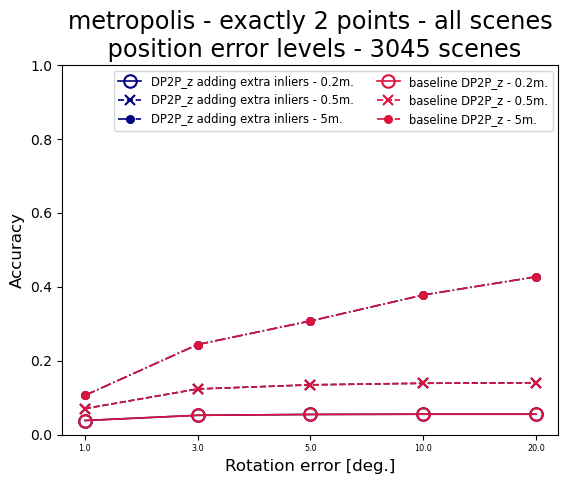 metropolis - exactly 2 points - all scenes
position error levels - 3045 scenes
DP2P_z adding extra inliers - 0.2m.
DP2P_z adding extra inliers - 0.5m.
DP2P_z adding extra inliers - 5m.
baseline DP2P_z - 0.2m.
baseline DP2P_z - 0.5m.
baseline DP2P_z - 5m.
Accuracy
1.0
0.8
0.6
0.4
0.2
0.0
1.0 3.0 5.0 10.0 20.0
Rotation error [deg.]